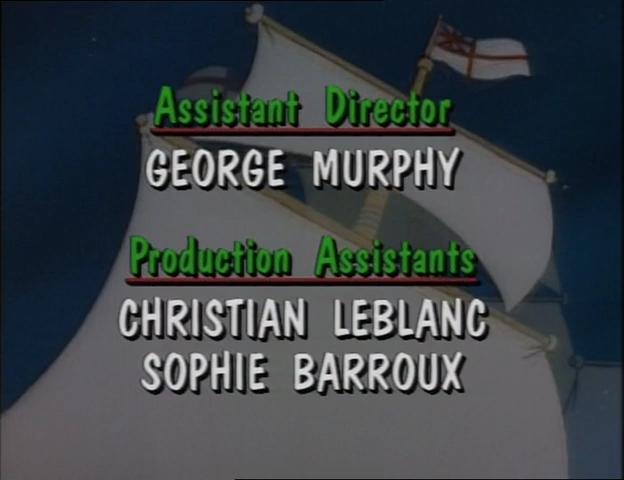 Assistant Director
GEORGE MURPHY
Production Assistants
CHRISTIAN LEBLANC
SOPHIE BARROUX